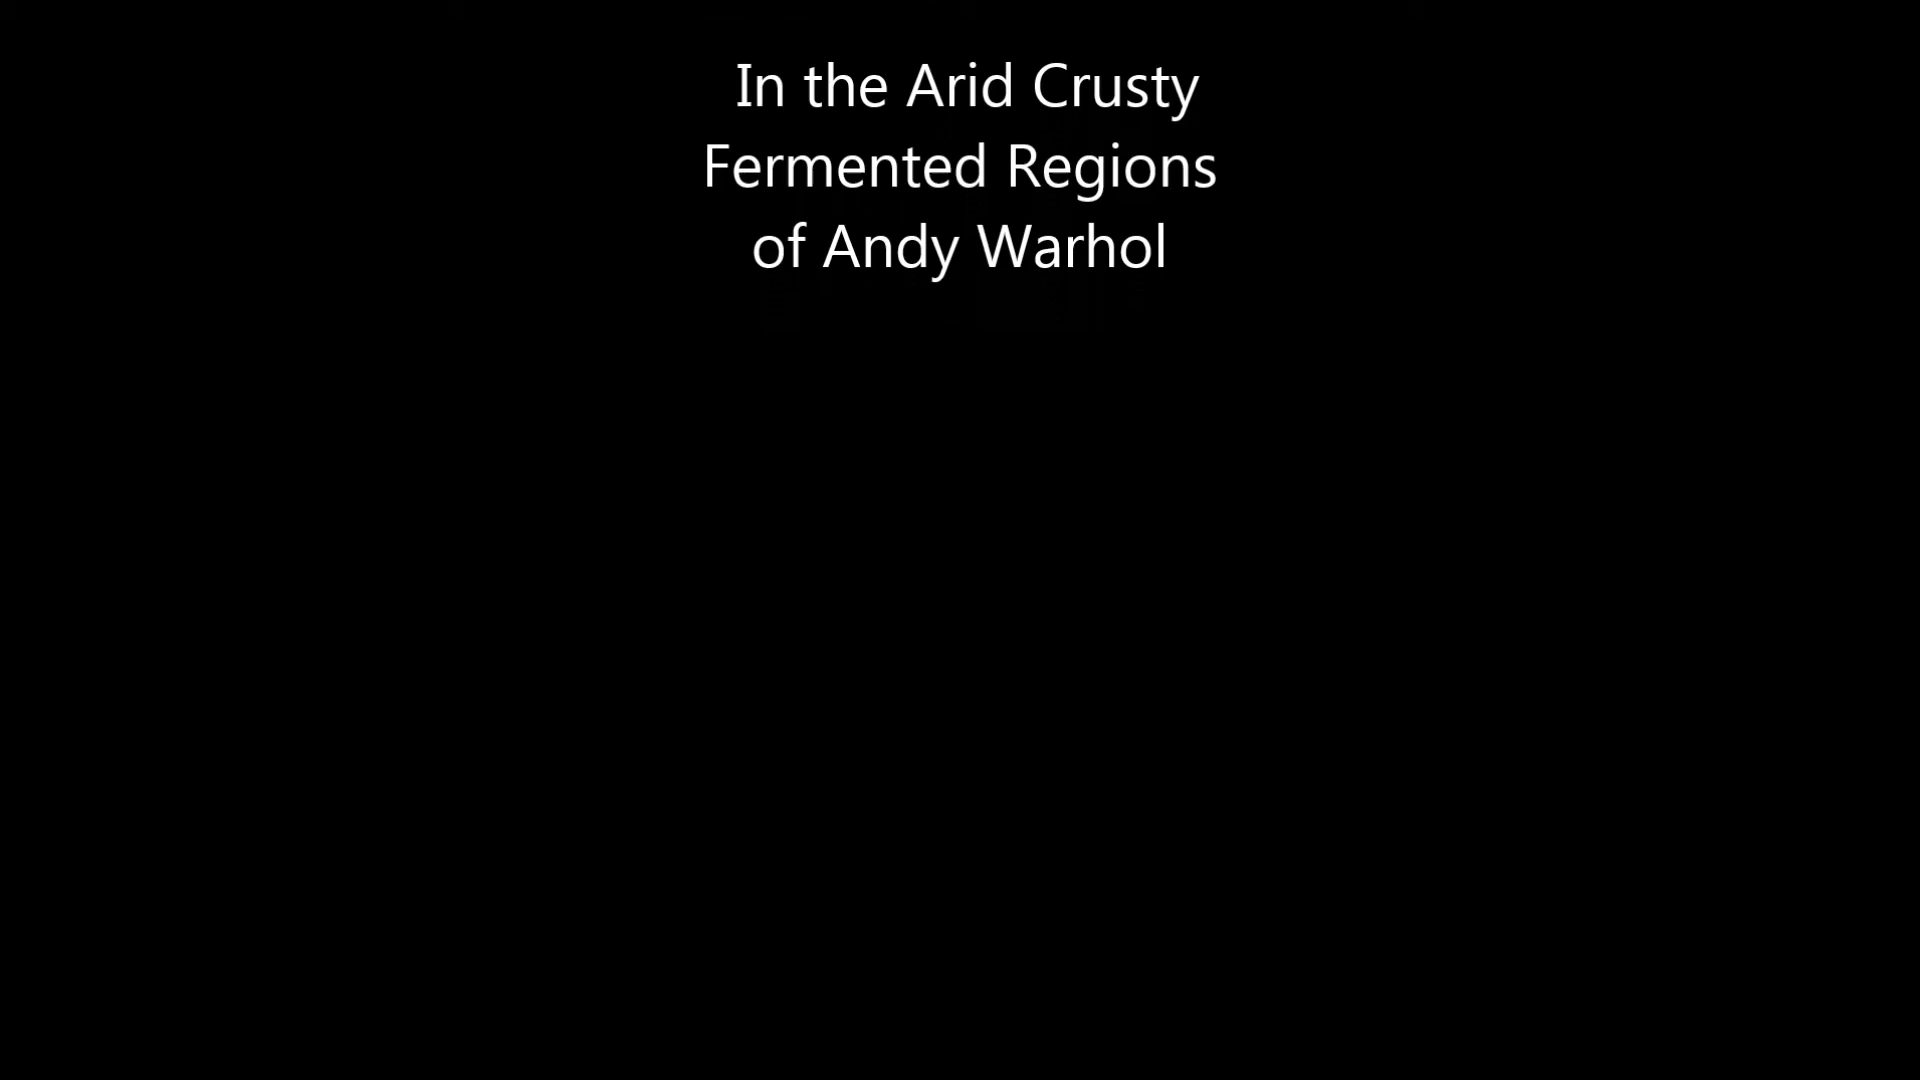 In the Arid Crusty
Fermented Regions
of Andy Warhol